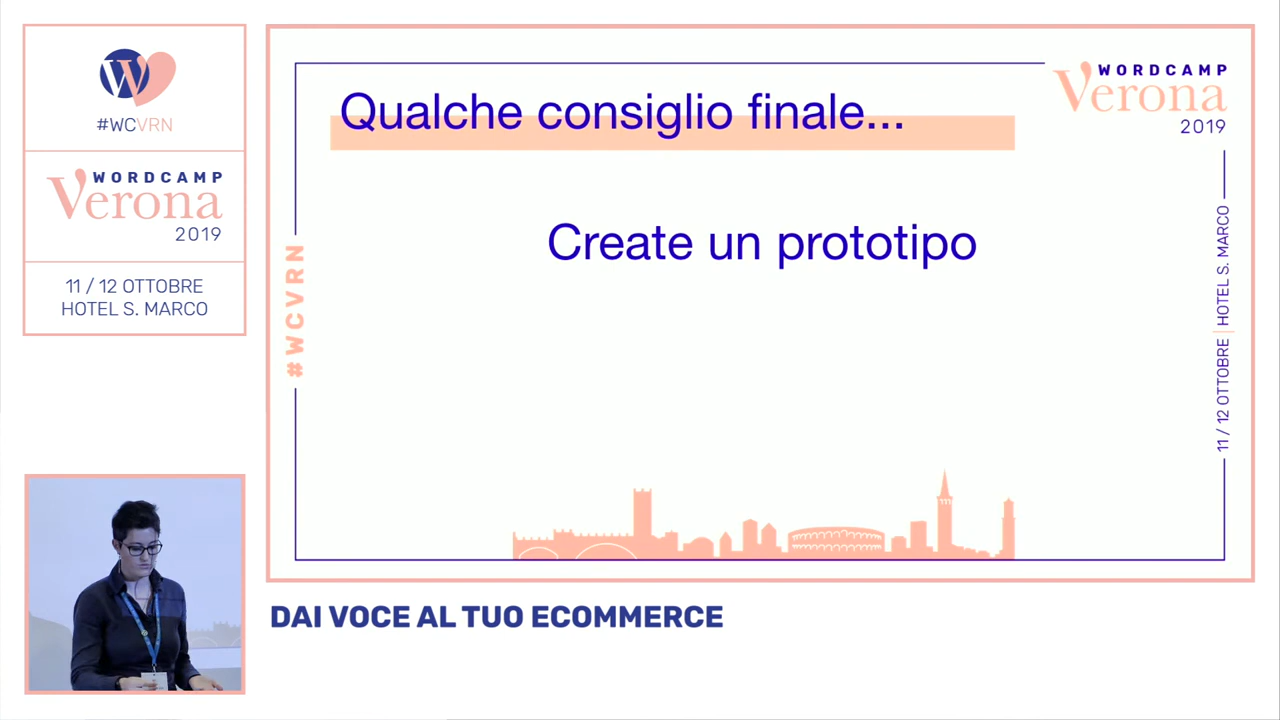 #WCVRN
WORDCAMP
Verona
2019
11 / 12 OTTOBRE
HOTEL S. MARCO
Qualche consiglio finale...
WORDCAMP
Verona
2019
Create un prototipo
#WCVRN
11 / 12 OTTOBRE | HOTEL S. MARCO
DAI VOCE AL TUO ECOMMERCE